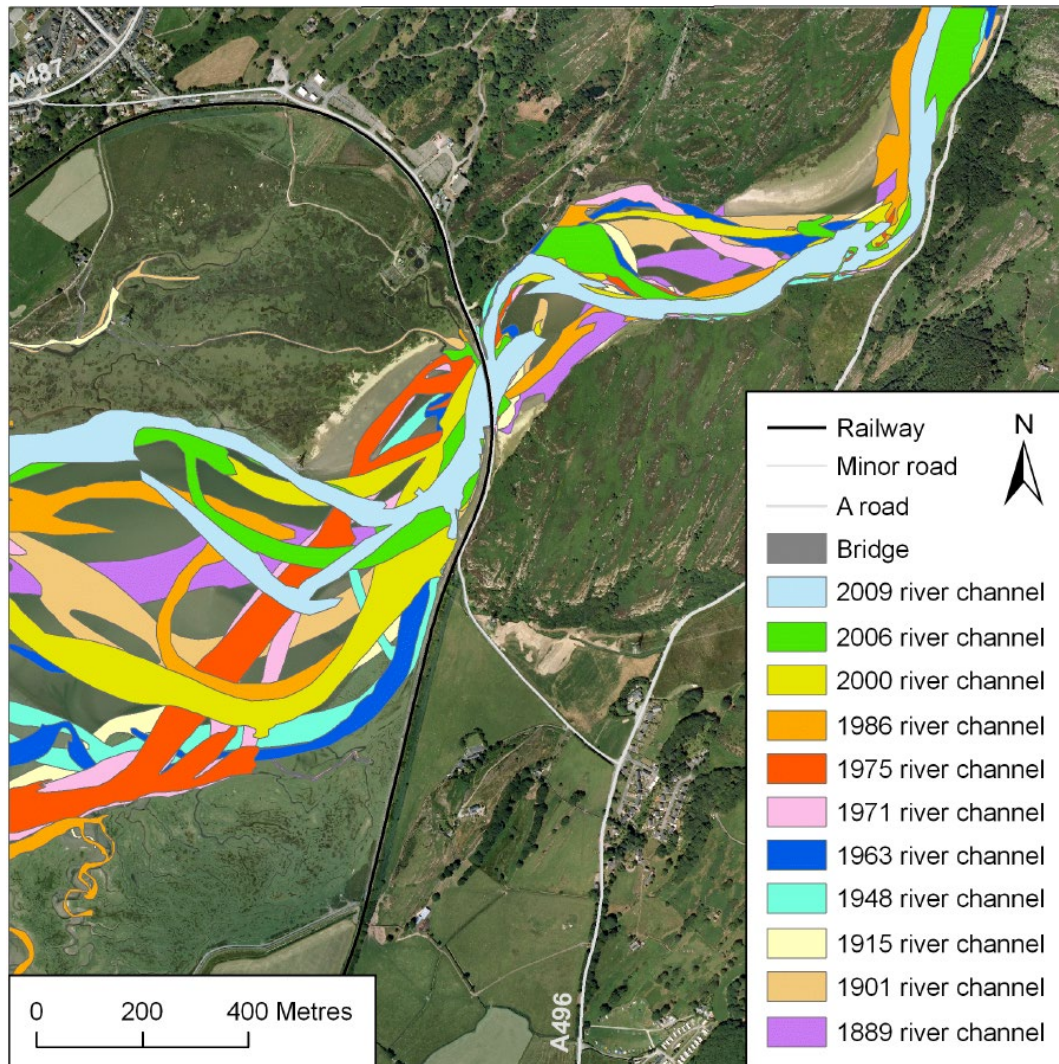 A487
Railway
N
Minor road
A road
Bridge
2009 river channel
2006 river channel
2000 river channel
1986 river channel
1975 river channel
1971 river channel
1963 river channel
1948 river channel
1915 river channel
1901 river channel
1889 river channel
0 200 400 Metres
A496